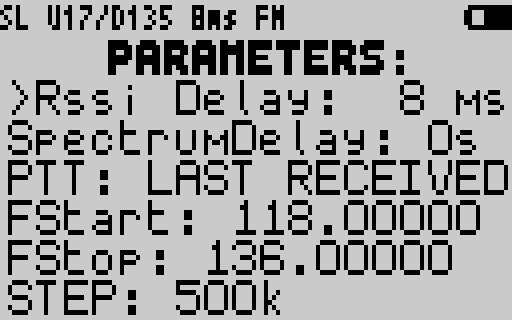 SL U17/D135 8ms FM
PARAMETERS:
>Rssi Delay: 8 ms
SpectrumDelay: 0s
PTT: LAST RECEIVED
FStart: 118.00000
FStop: 136.00000
STEP: 500k